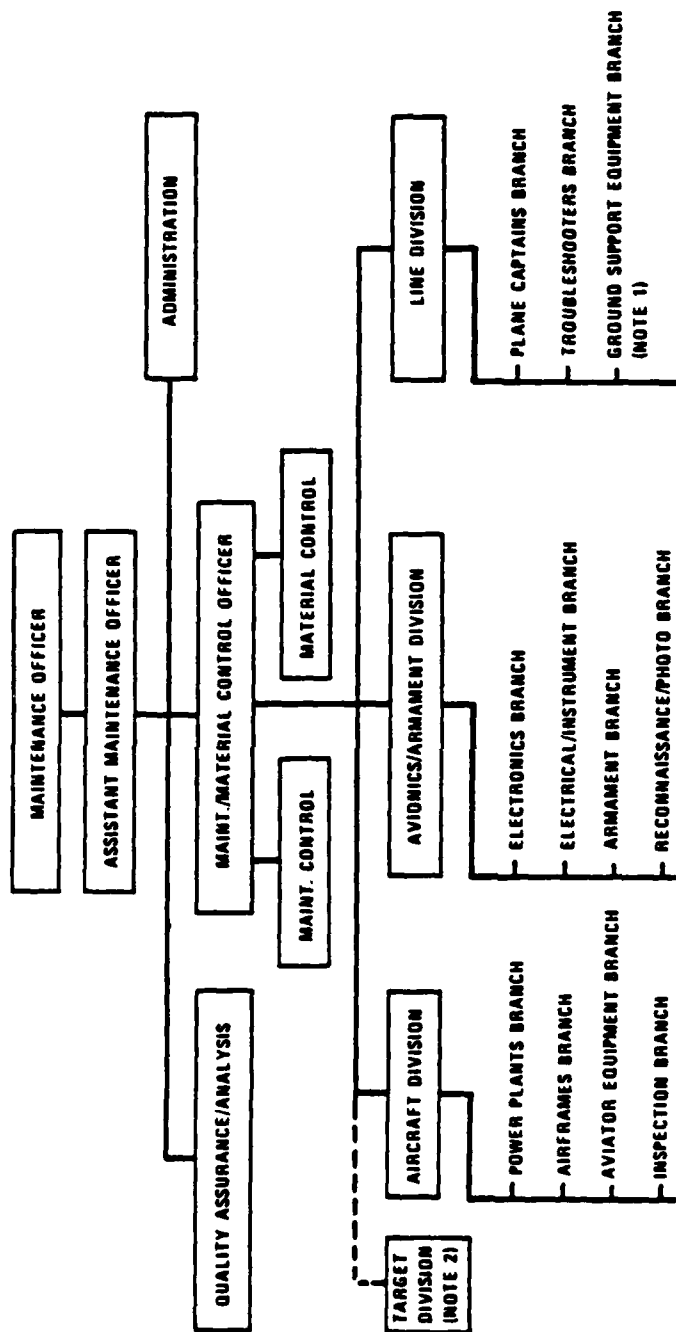 MAINTENANCE OFFICER
ASSISTANT MAINTENANCE OFFICER
QUALITY ASSURANCE/ANALYSIS
ADMINISTRATION
MAINT./MATERIAL CONTROL OFFICER
MAINT. CONTROL
MATERIAL CONTROL
TARGET
DIVISION
(NOTE 2)
AIRCRAFT DIVISION
POWER PLANTS BRANCH
AIRFRAMES BRANCH
AVIATOR EQUIPMENT BRANCH
INSPECTION BRANCH
AVIONICS/ARMAMENT DIVISION
ELECTRONICS BRANCH
ELECTRICAL/INSTRUMENT BRANCH
ARMAMENT BRANCH
RECONNAISSANCE/PHOTO BRANCH
LINE DIVISION
PLANE CAPTAINS BRANCH
TROUBLESHOOTERS BRANCH
GROUND SUPPORT EQUIPMENT BRANCH
(NOTE 1)